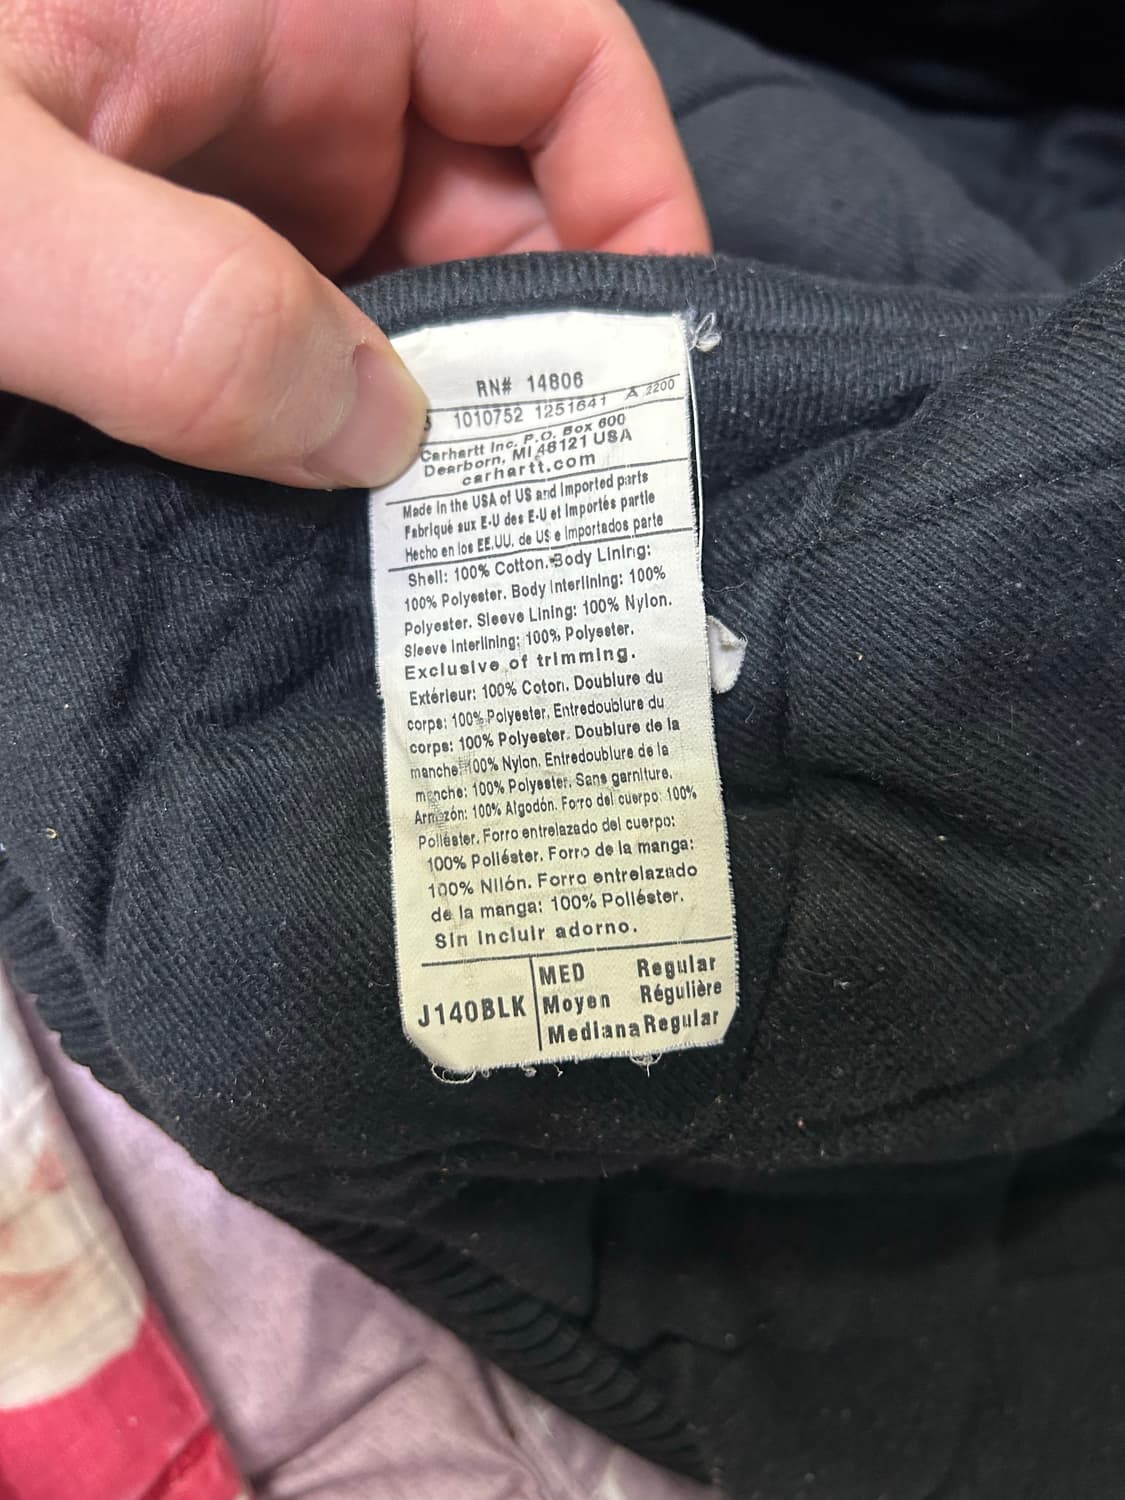 RN# 14806
1010752 1251641 A 2200
Carhartt Inc. P.O. Box 600
Dearborn, MI 48121 USA
carhartt.com
Made in the USA of US and Imported parts
Fabriqué aux E-U des E-U et Importés partie
Hecho en los EE.UU. de US e Importados parte
Shell: 100% Cotton. Body Lining:
100% Polyester. Body Interlining: 100%
Polyester. Sleeve Lining: 100% Nylon.
Sleeve Interlining: 100% Polyester.
Exclusive of trimming.
Extérieur: 100% Coton. Doublure du
corps: 100% Polyester. Entredoublure du
corps: 100% Polyester. Doublure de la
manche: 100% Nylon. Entredoublure de la
manche: 100% Polyester. Sans garniture.
Armazón: 100% Algodón. Forro del cuerpo: 100%
Poliéster. Forro entrelazado del cuerpo:
100% Poliéster. Forro de la manga:
100% Nilón. Forro entrelazado
de la manga: 100% Poliéster.
Sin incluir adorno.
J140BLK
MED Regular
Moyen Régulière
Mediana Regular